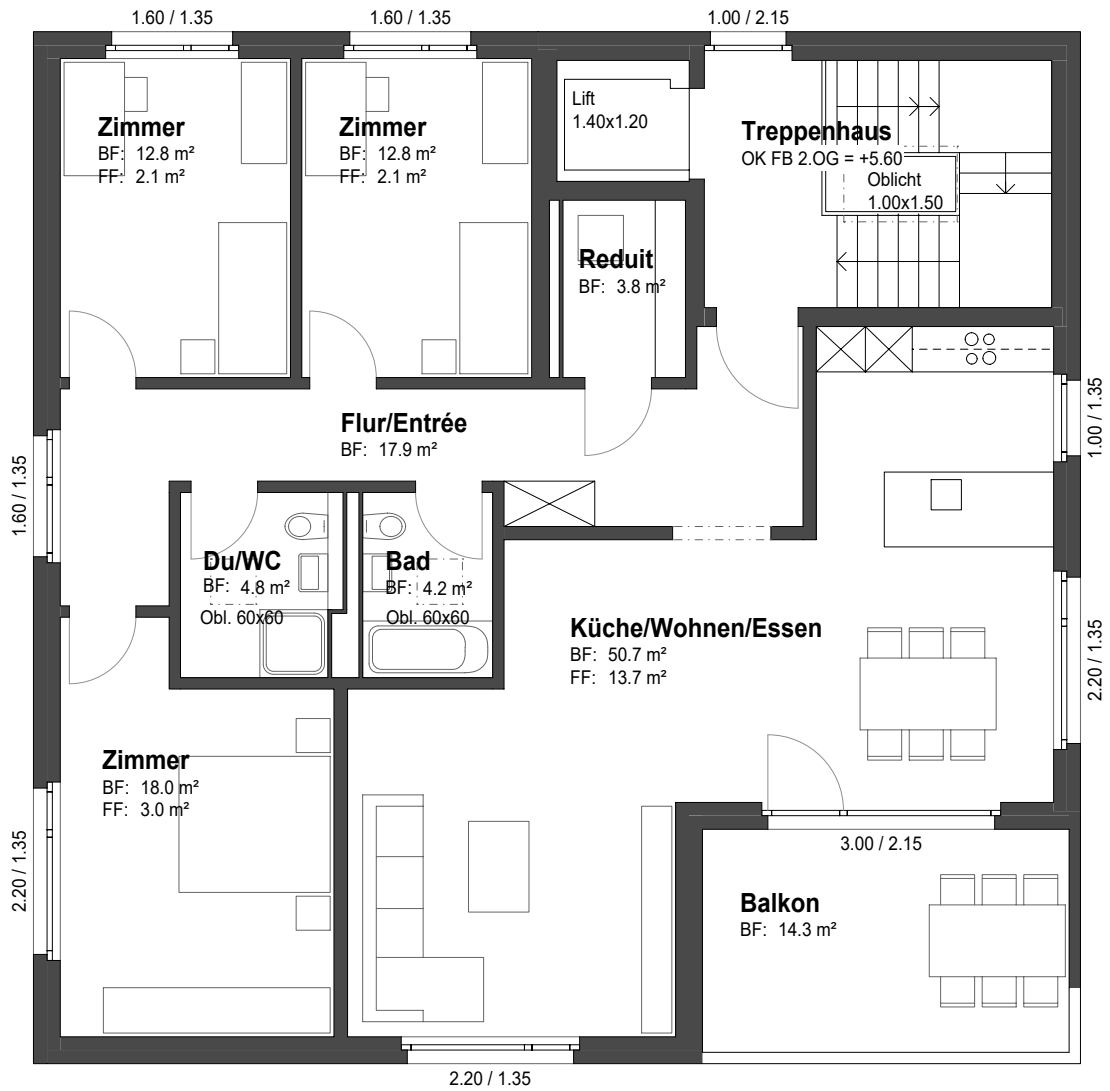 1.60 / 1.35
1.60 / 1.35
1.00 / 2.15
Zimmer
BF: 12.8 m²
FF: 2.1 m²
Zimmer
BF: 12.8 m²
FF: 2.1 m²
Lift
1.40x1.20
Treppenhaus
OK FB 2.OG = +5.60
Oblicht
1.00x1.50
Reduit
BF: 3.8 m²
Flur/Entrée
BF: 17.9 m²
1.00 / 1.35
1.60 / 1.35
Du/WC
BF: 4.8 m²
Obl. 60x60
Bad
BF: 4.2 m²
Obl. 60x60
Küche/Wohnen/Essen
BF: 50.7 m²
FF: 13.7 m²
2.20 / 1.35
Zimmer
BF: 18.0 m²
FF: 3.0 m²
2.20 / 1.35
3.00 / 2.15
Balkon
BF: 14.3 m²
2.20 / 1.35